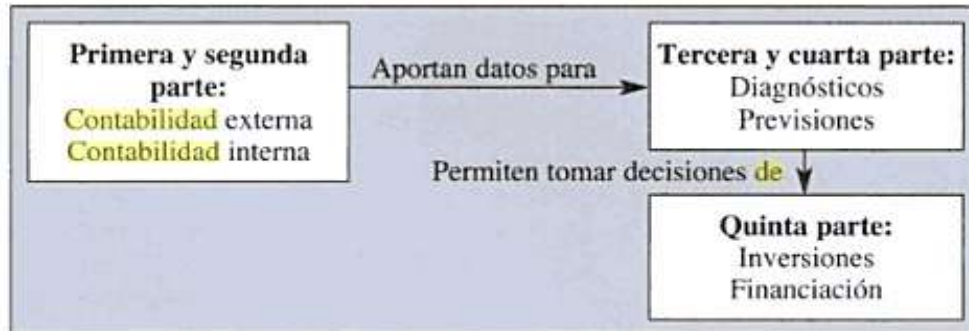 Primera y segunda
parte:
Contabilidad externa
Contabilidad interna
Aportan datos para
Tercera y cuarta parte:
Diagnósticos
Previsiones
Permiten tomar decisiones de
Quinta parte:
Inversiones
Financiación